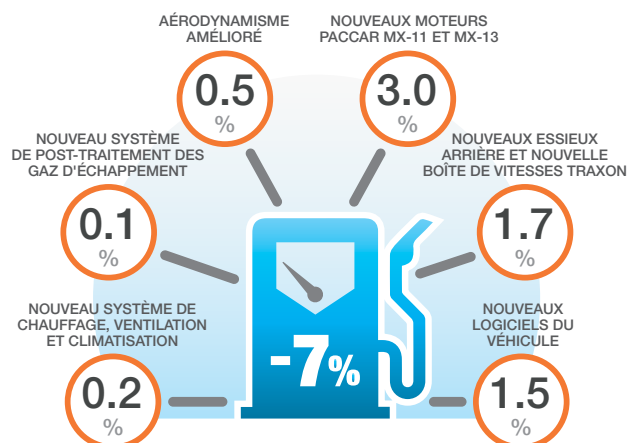 AÉRODYNAMISME
AMÉLIORÉ
0.5
%
NOUVEAUX MOTEURS
PACCAR MX-11 ET MX-13
3.0
%
NOUVEAU SYSTÈME
DE POST-TRAITEMENT DES
GAZ D'ÉCHAPPEMENT
0.1
%
NOUVEAUX ESSIEUX
ARRIÈRE ET NOUVELLE
BOÎTE DE VITESSES TRAXON
1.7
%
NOUVEAU SYSTÈME DE
CHAUFFAGE, VENTILATION
ET CLIMATISATION
0.2
%
-7%
NOUVEAUX
LOGICIELS DU
VÉHICULE
1.5
%